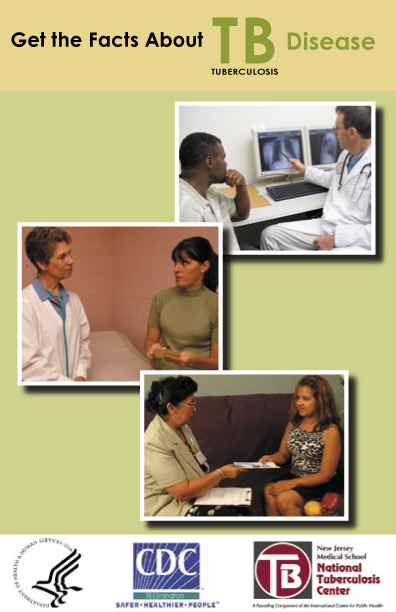 Get the Facts About TB Disease
TUBERCULOSIS
DEPARTMENT OF HEALTH & HUMAN SERVICES • USA
CDC
TB Elimination
SAFER • HEALTHIER • PEOPLE™
TB
New Jersey
Medical School
National
Tuberculosis
Center
A Founding Component of the International Center for Public Health